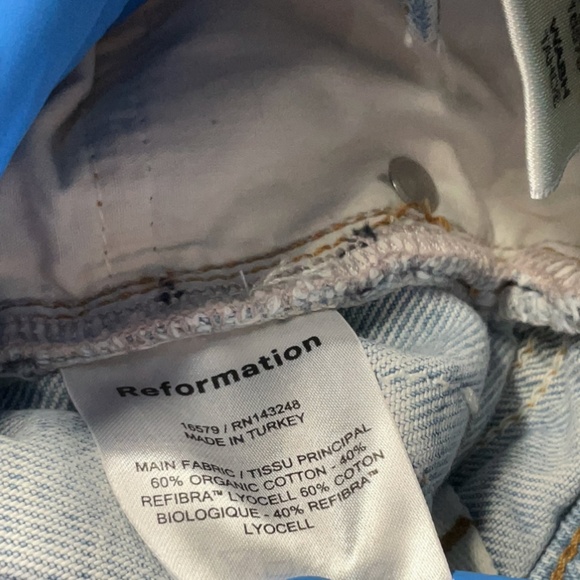 WASH
Reformation
16579 / RN143248
MADE IN TURKEY
MAIN FABRIC / TISSU PRINCIPAL
60% ORGANIC COTTON - 40%
REFIBRA™ LYOCELL 60% COTON
BIOLOGIQUE - 40% REFIBRA™
LYOCELL